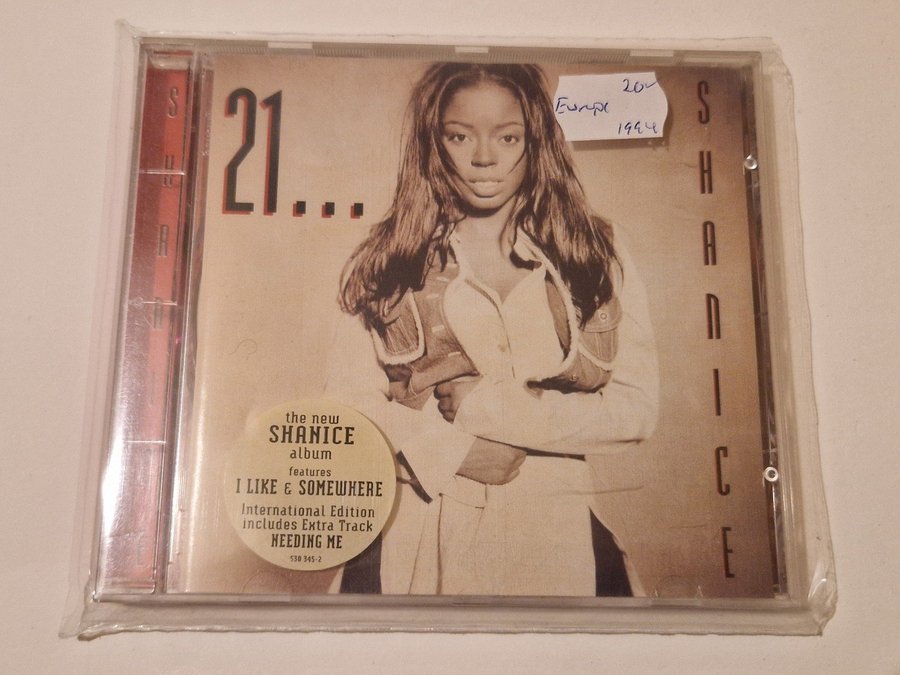 21...
SHANICE
20
Europe
1994
the new
SHANICE
album
features
I LIKE & SOMEWHERE
International Edition
includes Extra Track
NEEDING ME
530 345-2